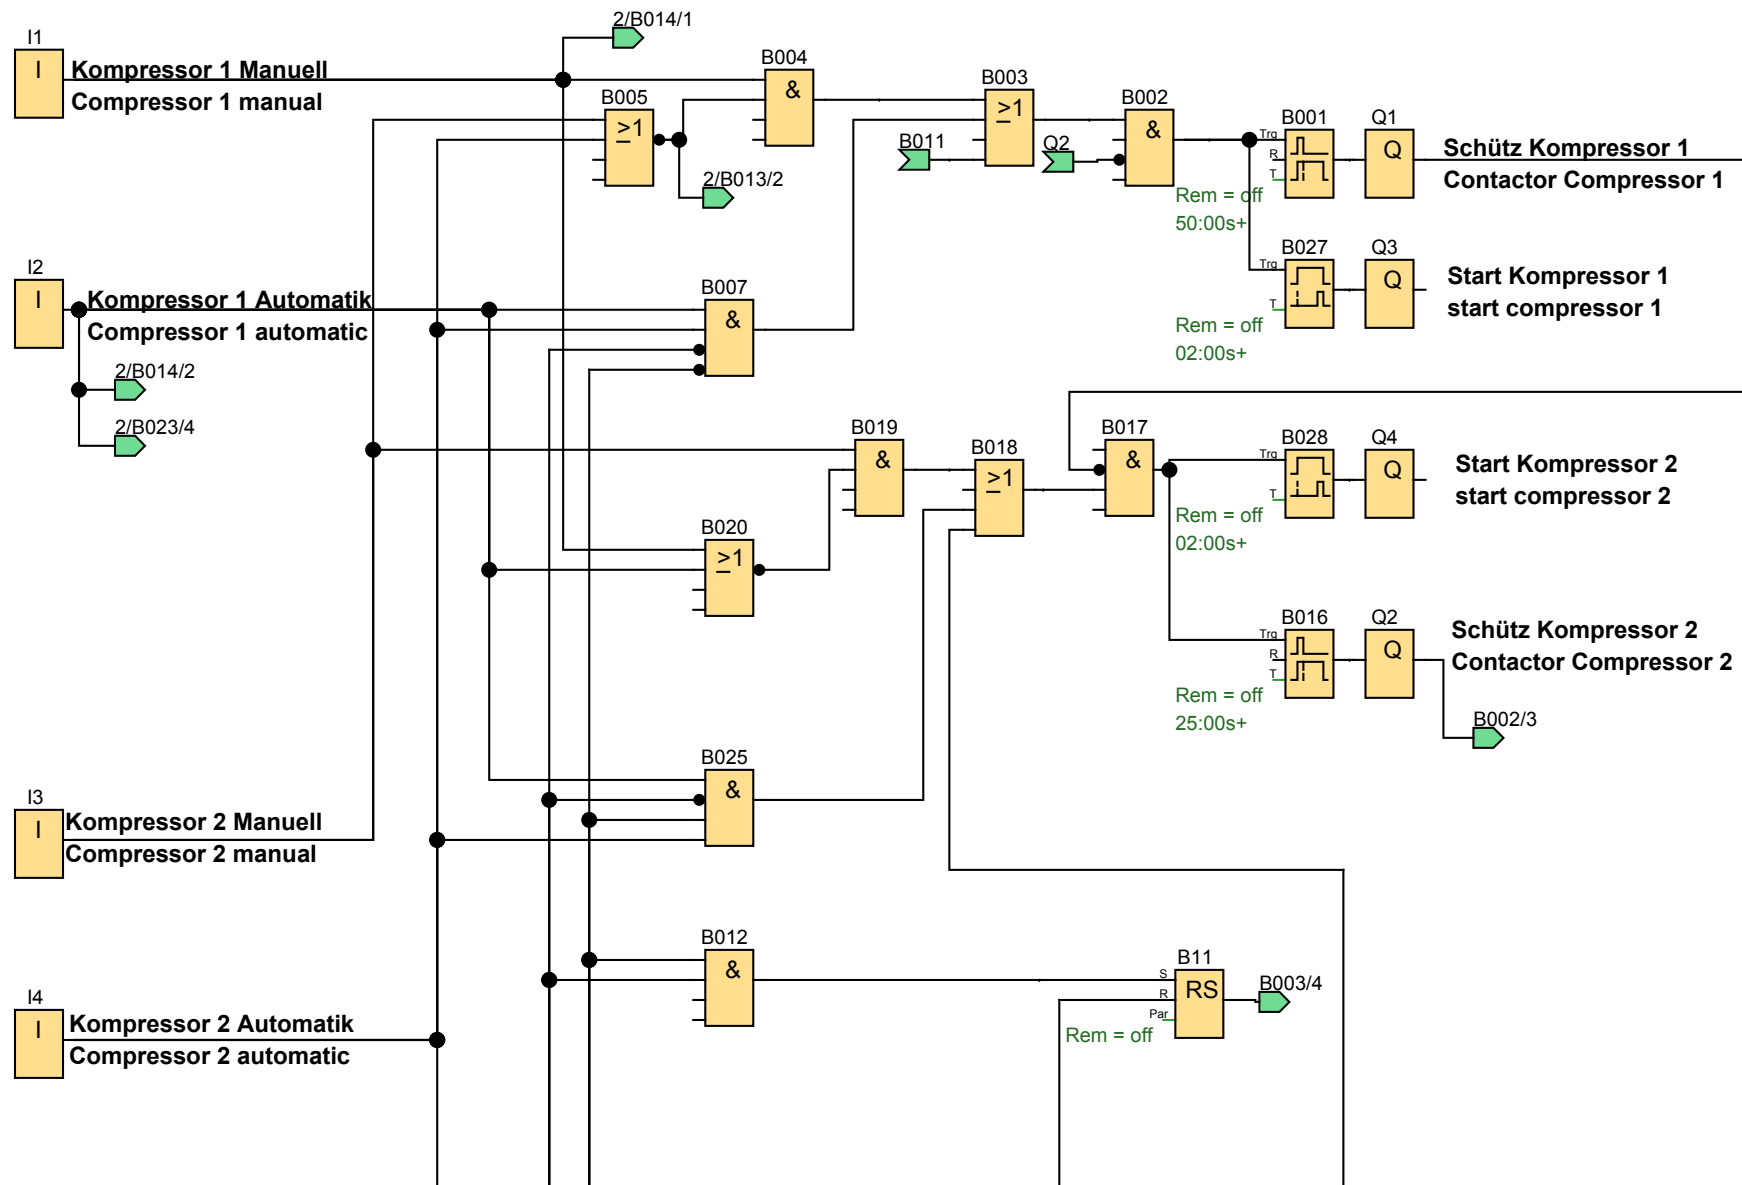 2/B014/1
I1
I
Kompressor 1 Manuell
Compressor 1 manual
B004
&
B005
>1
B003
>1
B002
&
B011
Q2
B001
Trg
R
T
Q1
Q
Schütz Kompressor 1
Contactor Compressor 1
2/B013/2
Rem = off
50:00s+
I2
I
Kompressor 1 Automatik
Compressor 1 automatic
B007
&
B027
Trg
T
Q3
Q
Start Kompressor 1
start compressor 1
Rem = off
02:00s+
2/B014/2
2/B023/4
B019
&
B018
>1
B017
&
B028
Trg
T
Q4
Q
Start Kompressor 2
start compressor 2
Rem = off
02:00s+
B020
>1
B016
Trg
R
T
Q2
Q
Schütz Kompressor 2
Contactor Compressor 2
Rem = off
25:00s+
B002/3
B025
&
I3
I
Kompressor 2 Manuell
Compressor 2 manual
B012
&
B11
S
R
Par
RS
B003/4
Rem = off
I4
I
Kompressor 2 Automatik
Compressor 2 automatic